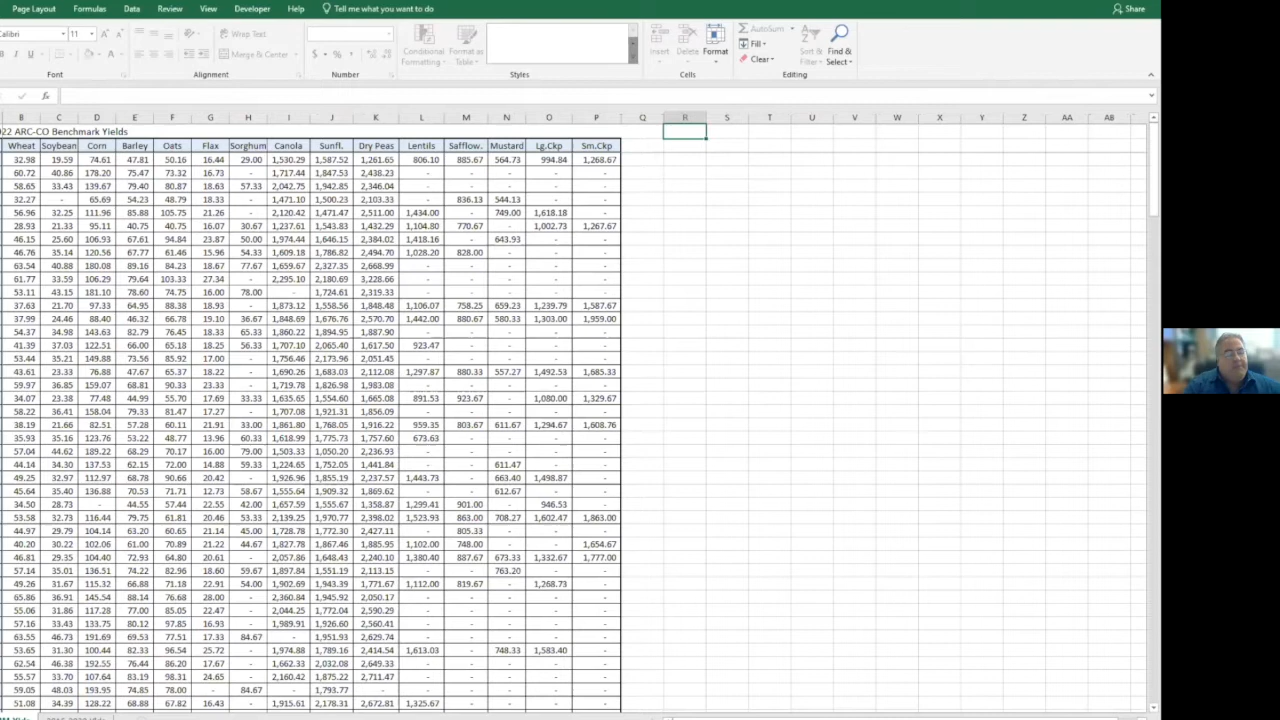 Page Layout Formulas Data Review View Developer Help Tell me what you want to do Share
Calibri 11 A A Wrap Text Conditional Format as Insert Delete Format AutoSum Sort & Find &
B I U A Merge & Center $ % Formatting Table Fill Filter Select
Clear
Font Alignment Number Styles Cells Editing
fx
B C D E F G H I J K L M N O P Q R S T U V W X Y Z AA AB
022 ARC-CO Benchmark Yields
Wheat Soybean Corn Barley Oats Flax Sorghum Canola Sunfl. Dry Peas Lentils Safflow. Mustard Lg.Ckp Sm.Ckp
32.98 19.59 74.61 47.81 50.16 16.44 29.00 1,530.29 1,587.52 1,261.65 806.10 885.67 564.73 994.84 1,268.67
60.72 40.86 178.20 75.47 73.32 16.73 - 1,717.44 1,847.53 2,438.23 - - - - -
58.65 33.43 139.67 79.40 80.87 18.63 57.33 2,042.75 1,942.85 2,346.04 - - - - -
32.27 - 65.69 54.23 48.79 18.33 - 1,471.10 1,500.23 2,103.33 - 836.13 544.13 - -
56.96 32.25 111.96 85.88 105.75 21.26 - 2,120.42 1,471.47 2,511.00 1,434.00 - 749.00 1,618.18 -
28.93 21.33 95.11 40.75 40.75 16.07 30.67 1,237.61 1,543.83 1,432.29 1,104.80 770.67 - 1,002.73 1,267.67
46.15 25.60 106.93 67.61 94.84 23.87 50.00 1,974.44 1,646.15 2,384.02 1,418.16 - 643.93 - -
46.76 35.14 120.56 67.77 61.46 15.96 54.33 1,609.18 1,786.82 2,494.70 1,028.20 828.00 - - -
63.54 40.88 180.08 89.16 84.23 18.67 77.67 1,659.67 2,327.35 2,668.99 - - - - -
61.77 33.59 106.29 79.64 103.33 27.34 - 2,295.10 2,180.69 3,228.66 - - - - -
53.11 43.15 181.10 78.60 74.75 16.00 78.00 - 1,724.61 2,319.33 - - - - -
37.63 21.70 97.33 64.95 88.38 18.93 - 1,873.12 1,558.56 1,848.48 1,106.07 758.25 659.23 1,239.79 1,587.67
37.99 24.46 88.40 46.32 66.78 19.10 36.67 1,848.69 1,676.76 2,570.70 1,442.00 880.67 580.33 1,303.00 1,959.00
54.37 34.98 143.63 82.79 76.45 18.33 65.33 1,860.22 1,894.95 1,887.90 - - - - -
41.39 33.07 122.51 66.00 65.18 18.25 56.33 1,707.10 2,065.40 1,617.50 923.47 - - - -
53.44 35.21 149.88 73.56 85.92 17.00 - 1,756.46 2,173.96 2,051.45 - - - - -
43.61 23.33 76.88 47.67 65.37 18.22 - 1,690.26 1,683.03 2,112.08 1,297.87 880.33 557.27 1,492.53 1,685.33
59.97 36.85 159.07 68.81 90.33 23.33 - 1,719.78 1,826.98 1,983.08 - - - - -
34.07 23.38 77.48 44.99 55.70 17.69 33.33 1,635.65 1,554.60 1,665.08 891.53 923.67 - 1,080.00 1,329.67
58.22 36.41 158.04 79.33 81.47 17.27 - 1,707.08 1,921.31 1,856.09 - - - - -
38.19 21.66 82.51 57.28 60.11 21.91 33.00 1,861.80 1,768.05 1,916.22 959.35 803.67 611.67 1,294.67 1,608.76
35.93 35.16 123.76 53.22 48.77 13.96 60.33 1,618.99 1,775.73 1,757.60 673.63 - - - -
57.04 44.62 189.22 68.29 70.17 16.00 79.00 1,503.33 1,050.20 2,236.93 - - - - -
44.14 34.30 137.53 62.15 72.00 14.88 59.33 1,224.65 1,752.05 1,441.84 - - 611.47 - -
49.25 32.97 112.97 68.78 90.66 20.42 - 1,926.96 1,855.19 2,237.57 1,443.73 - 663.40 1,498.87 -
45.64 35.40 136.88 70.53 71.71 12.73 58.67 1,555.64 1,909.32 1,869.62 - - 612.67 - -
34.50 28.73 - 44.55 57.44 22.55 42.00 1,657.59 1,555.67 1,358.87 1,299.41 901.00 - 946.53 -
53.58 32.73 116.44 79.75 61.81 20.46 53.33 2,139.25 1,970.77 2,398.02 1,523.93 863.00 708.27 1,602.47 1,863.00
44.97 29.79 104.14 63.20 60.65 21.14 45.00 1,728.78 1,772.30 2,427.11 - 805.33 - - -
40.20 30.22 102.06 61.00 70.89 21.22 44.67 1,827.78 1,867.46 1,885.95 1,102.00 748.00 - - 1,654.67
46.81 29.35 104.40 72.93 64.80 20.61 - 2,057.86 1,648.43 2,240.10 1,380.40 887.67 673.33 1,332.67 1,777.00
57.14 35.01 136.51 74.22 82.96 18.60 59.67 1,897.84 1,551.19 2,113.15 - - 763.20 - -
49.26 31.67 115.32 66.88 71.18 22.91 54.00 1,902.69 1,943.39 1,771.67 1,112.00 819.67 - 1,268.73 -
65.86 36.91 145.54 88.14 76.68 28.00 - 2,360.84 1,945.92 2,050.17 - - - - -
55.06 31.86 117.28 77.00 85.05 22.47 - 2,044.25 1,772.04 2,590.29 - - - - -
57.16 33.43 133.75 80.12 97.85 16.93 - 1,989.91 1,926.60 2,560.41 - - - - -
63.55 46.73 191.69 69.53 77.51 17.33 84.67 - 1,951.93 2,629.74 - - - - -
53.65 31.30 100.44 82.33 96.54 25.72 - 1,974.88 1,789.16 2,414.54 1,613.03 - 748.33 1,583.40 -
62.54 46.38 192.55 76.44 86.20 17.67 - 1,662.33 2,032.08 2,649.33 - - - - -
55.57 33.70 107.64 83.19 98.31 24.65 - 2,160.42 1,875.22 2,711.47 - - - - -
59.05 48.03 193.95 74.85 78.00 - 84.67 - 1,793.77 - - - - - -
51.08 34.39 128.22 68.88 67.82 16.43 - 1,915.61 2,178.31 2,672.81 1,325.67 - - - -